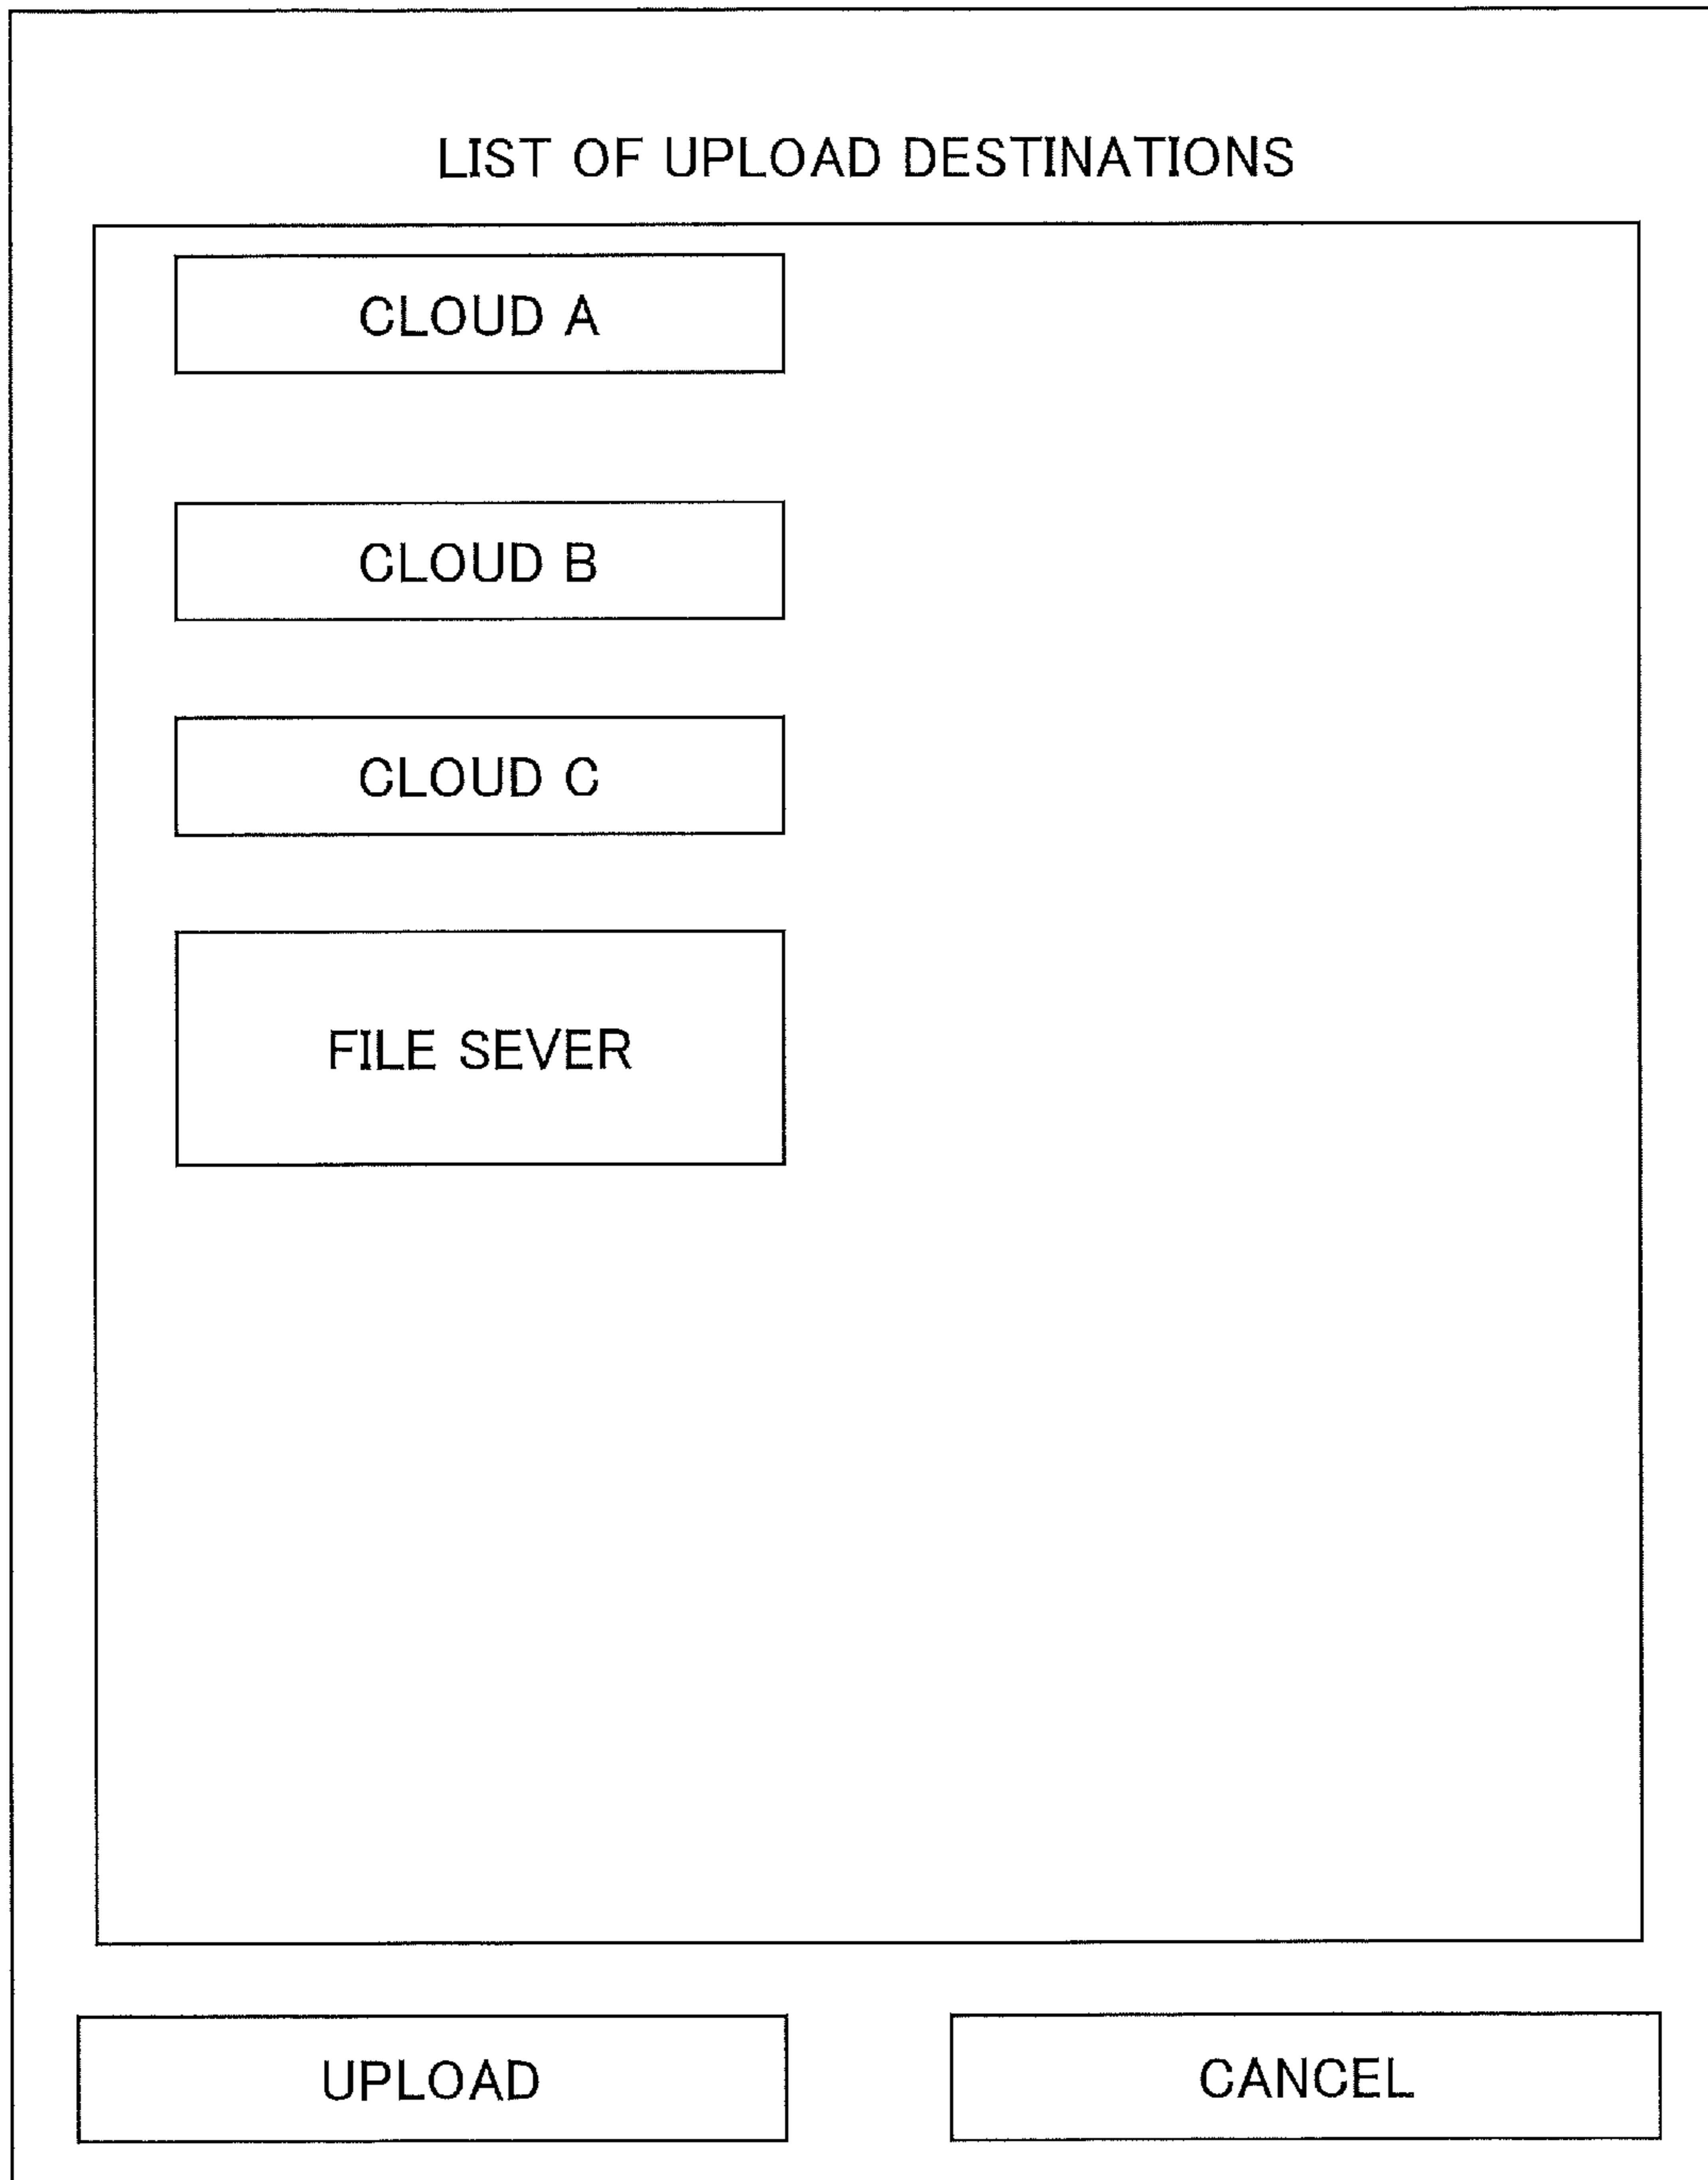 LIST OF UPLOAD DESTINATIONS
CLOUD A
CLOUD B
CLOUD C
FILE SEVER
UPLOAD
CANCEL